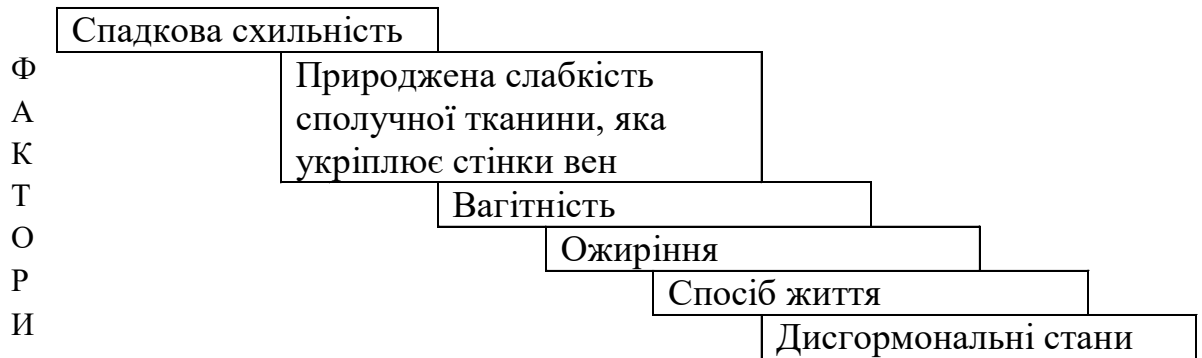 Спадкова схильність
Ф
А
К
Т
О
Р
И
Природжена слабкість
сполучної тканини, яка
укріплює стінки вен
Вагітність
Ожиріння
Спосіб життя
Дисгормональні стани